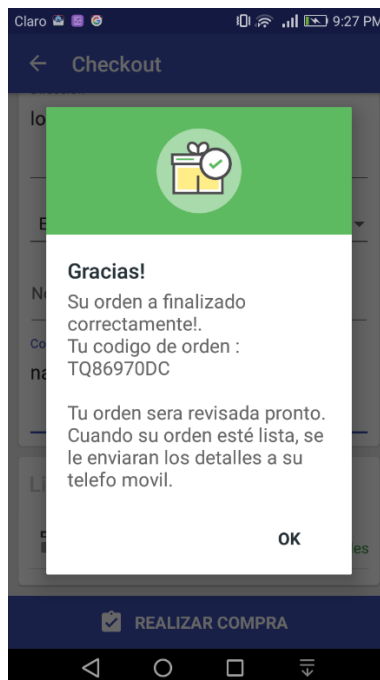 Claro 9:27 PM
Checkout
lo
E
Gracias!
Su orden a finalizado
correctamente!.
Tu codigo de orden :
TQ86970DC
Tu orden sera revisada pronto.
Cuando su orden esté lista, se
le enviaran los detalles a su
telefo movil.
OK
Co
na
es
REALIZAR COMPRA